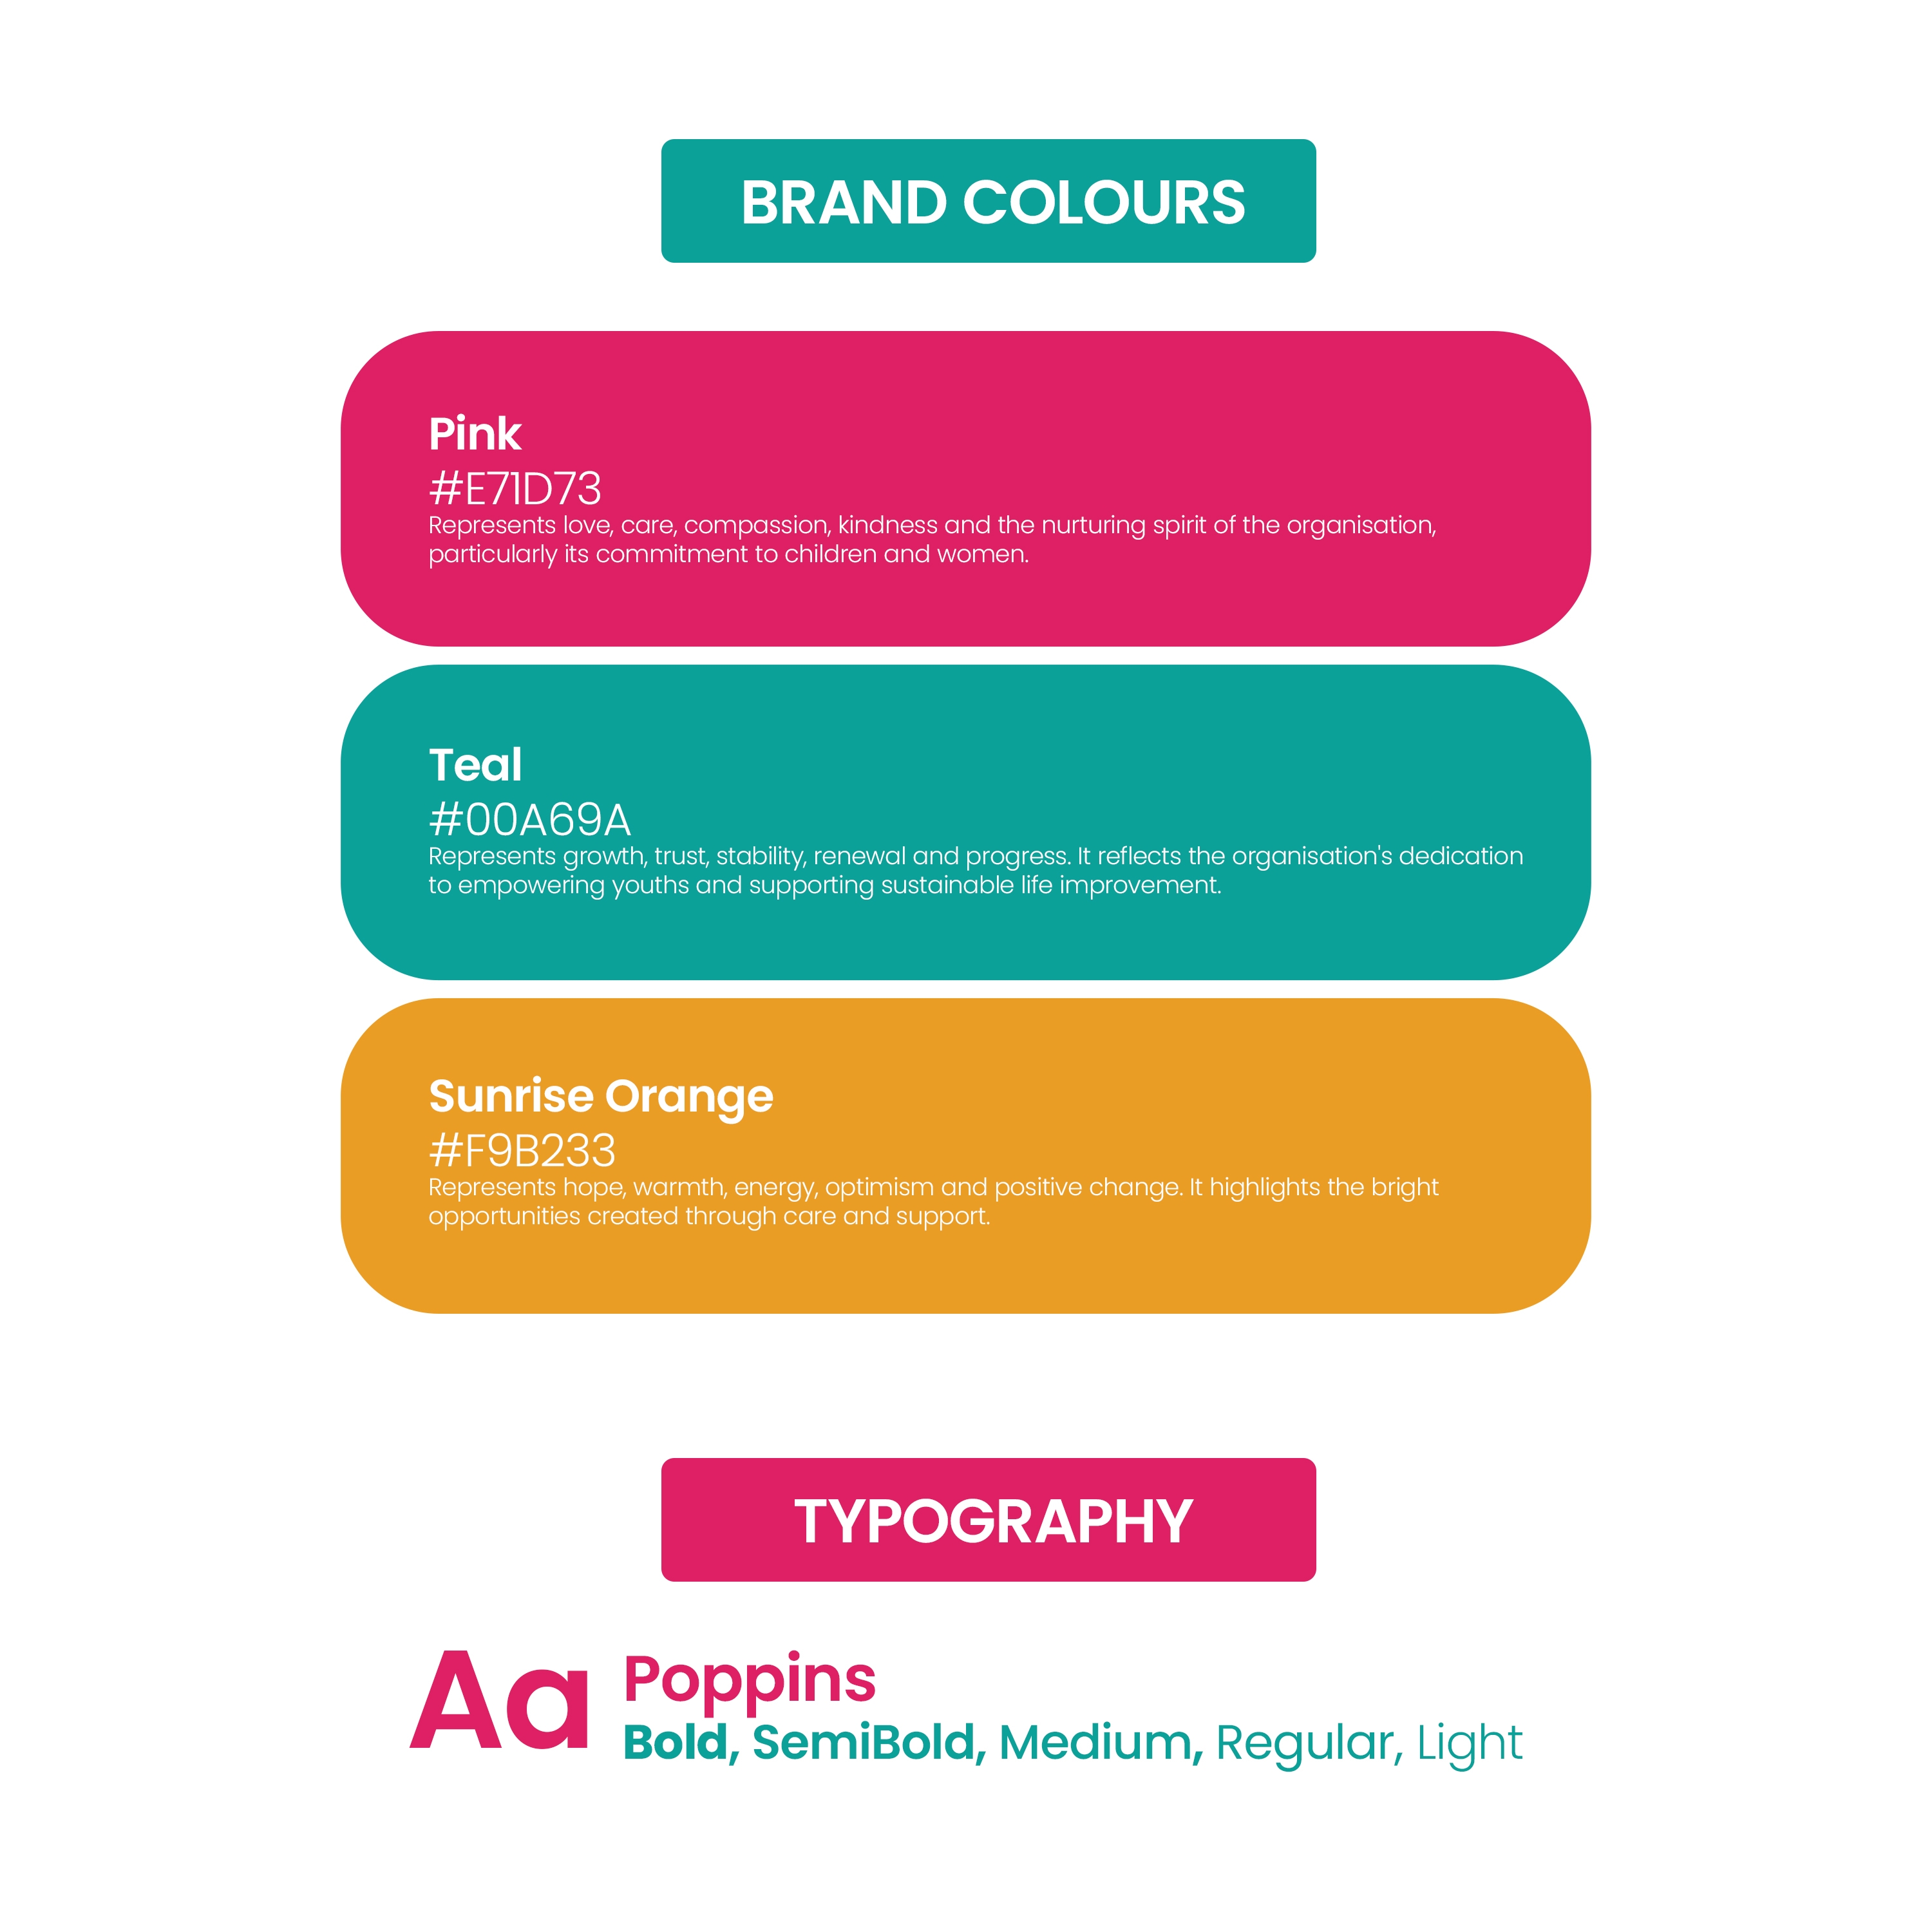 BRAND COLOURS
Pink
#E71D73
Represents love, care, compassion, kindness and the nurturing spirit of the organisation,
particularly its commitment to children and women.
Teal
#00A69A
Represents growth, trust, stability, renewal and progress. It reflects the organisation's dedication
to empowering youths and supporting sustainable life improvement.
Sunrise Orange
#F9B233
Represents hope, warmth, energy, optimism and positive change. It highlights the bright
opportunities created through care and support.
TYPOGRAPHY
Aa
Poppins
Bold, SemiBold, Medium, Regular, Light